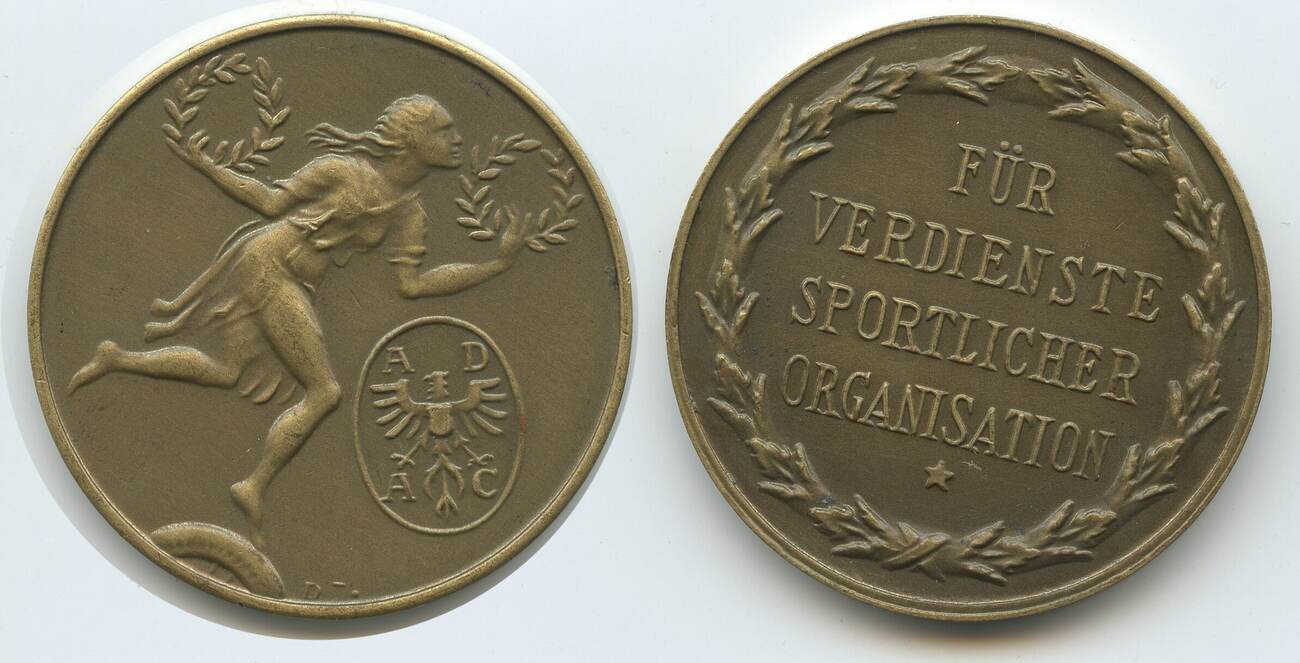 A D
A C
D
FÜR
VERDIENSTE
SPORTLICHER
ORGANISATION